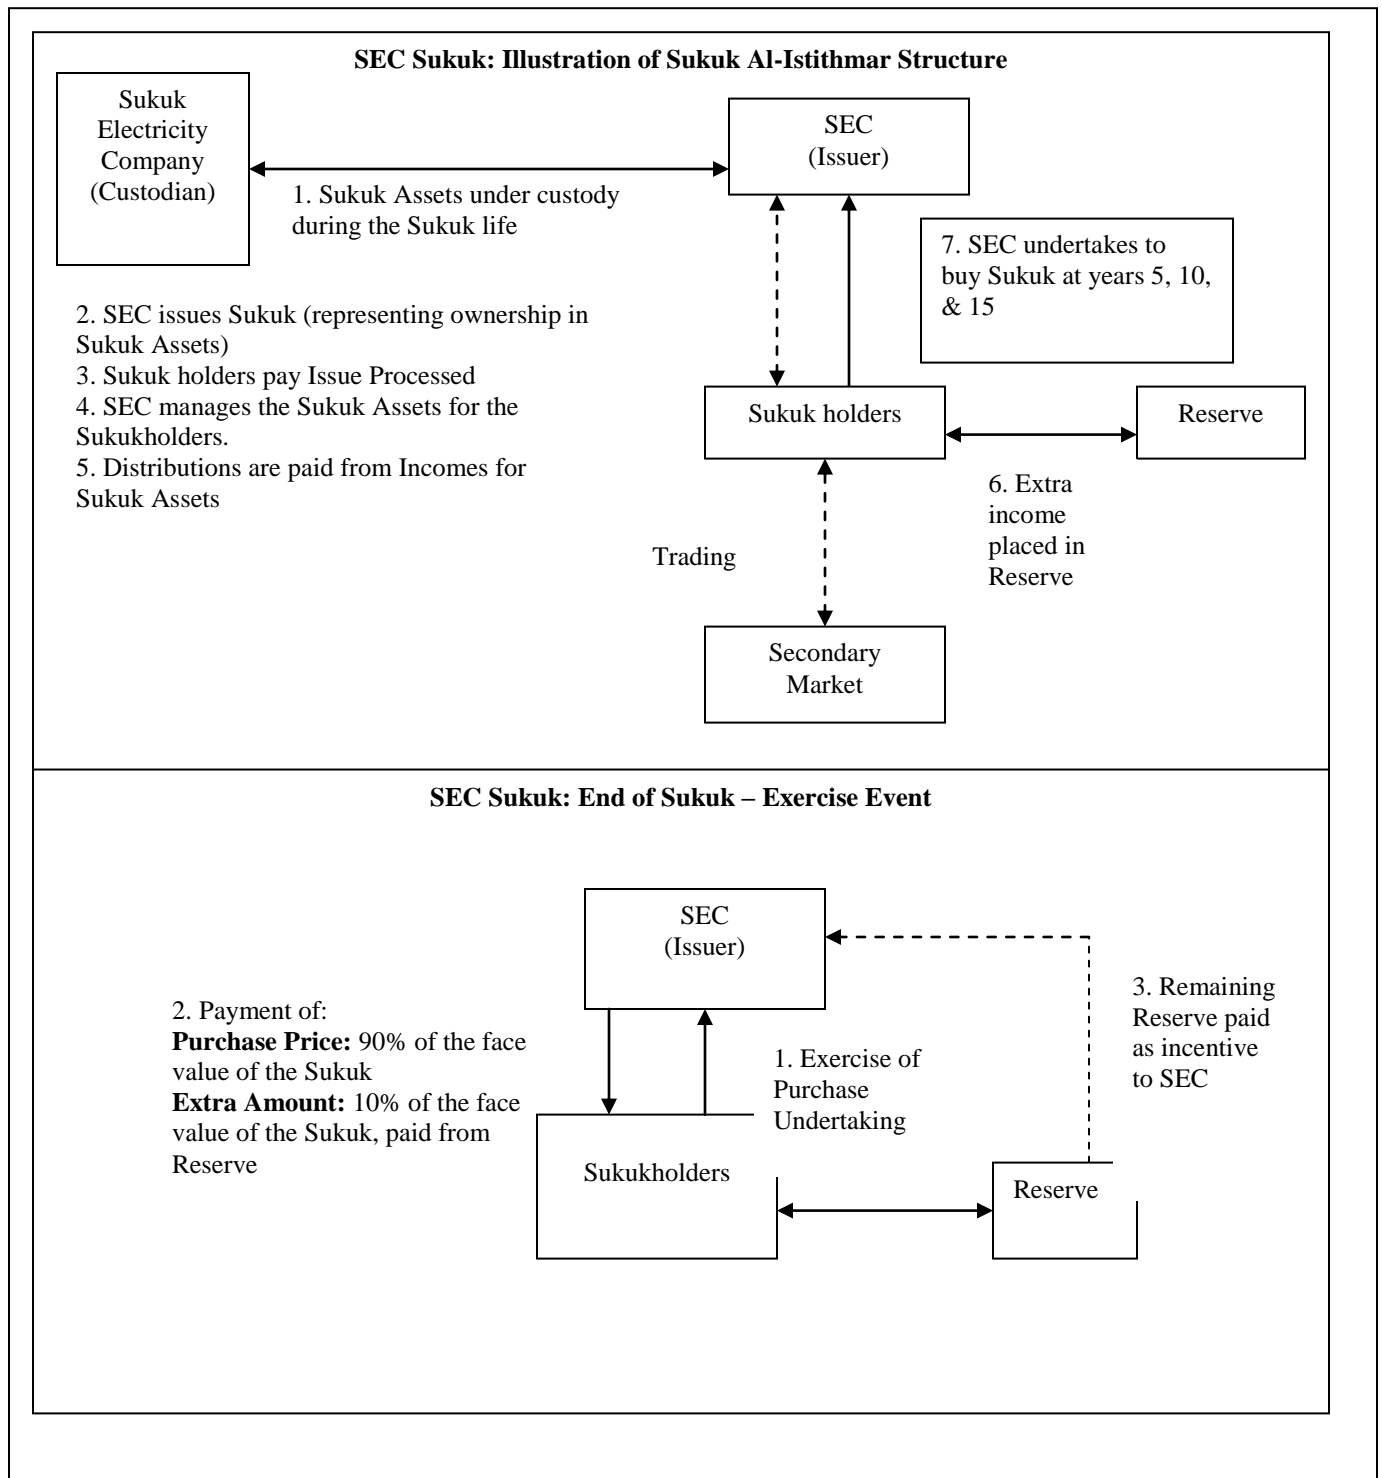 SEC Sukuk: Illustration of Sukuk Al-Istithmar Structure
Sukuk
Electricity
Company
(Custodian)
SEC
(Issuer)
1. Sukuk Assets under custody
during the Sukuk life
7. SEC undertakes to
buy Sukuk at years 5, 10,
& 15
2. SEC issues Sukuk (representing ownership in
Sukuk Assets)
3. Sukuk holders pay Issue Processed
4. SEC manages the Sukuk Assets for the
Sukukholders.
5. Distributions are paid from Incomes for
Sukuk Assets
Sukuk holders
Reserve
6. Extra
income
placed in
Reserve
Trading
Secondary
Market
SEC Sukuk: End of Sukuk – Exercise Event
SEC
(Issuer)
2. Payment of:
Purchase Price: 90% of the face
value of the Sukuk
Extra Amount: 10% of the face
value of the Sukuk, paid from
Reserve
1. Exercise of
Purchase
Undertaking
3. Remaining
Reserve paid
as incentive
to SEC
Sukukholders
Reserve